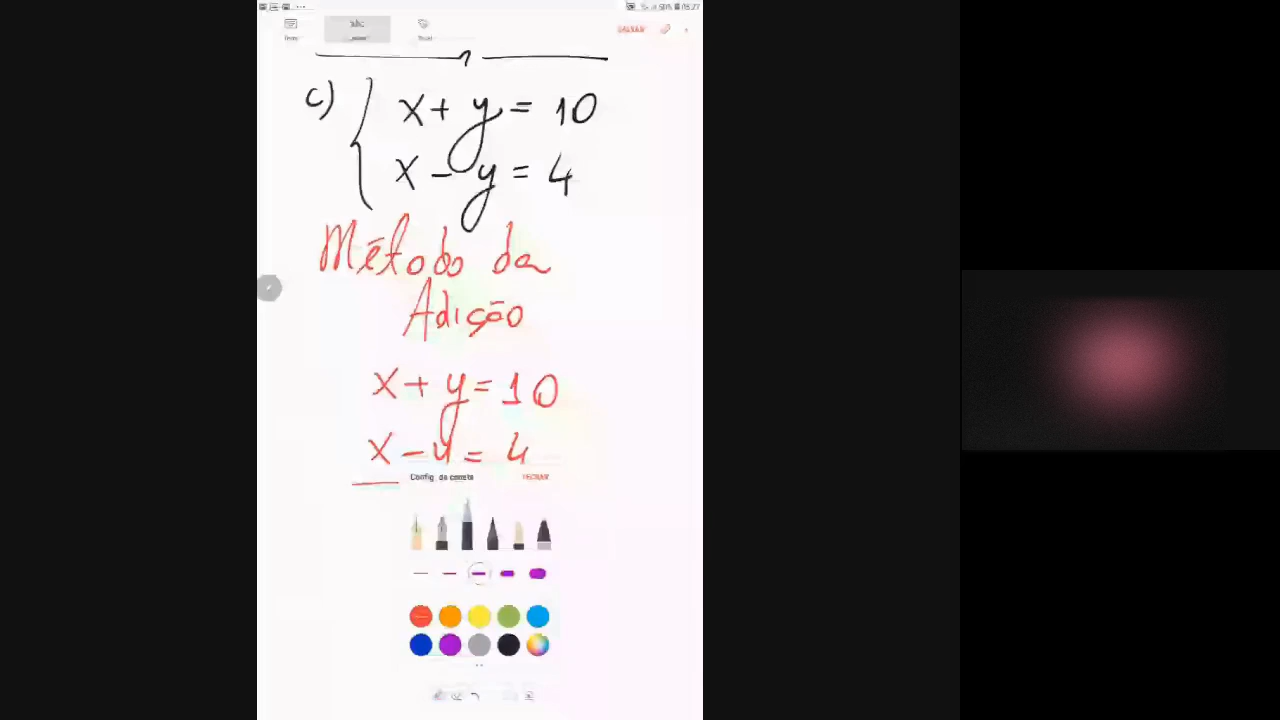 c) x + y = 10
x - y = 4
Método da
Adição
x + y = 10
x - y = 4
Config. da caneta